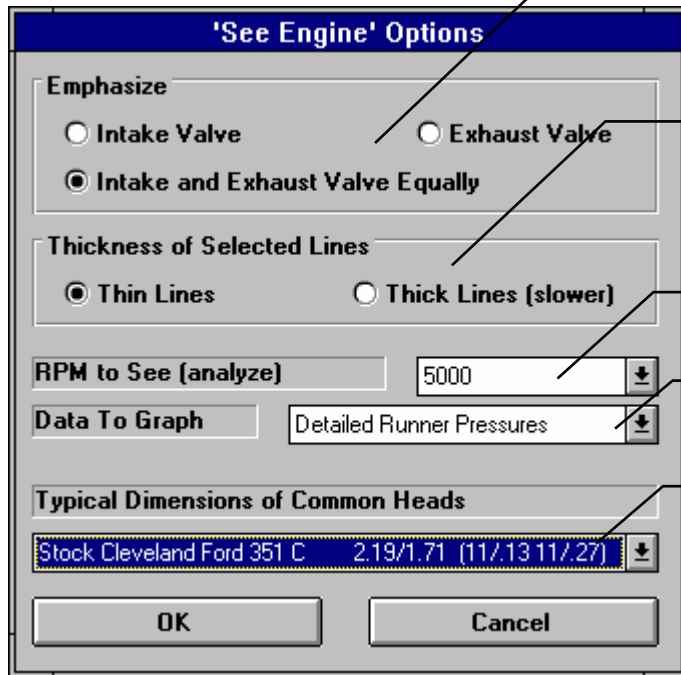 'See Engine' Options
Emphasize
Intake Valve Exhaust Valve
Intake and Exhaust Valve Equally
Thickness of Selected Lines
Thin Lines Thick Lines (slower)
RPM to See (analyze) 5000
Data To Graph Detailed Runner Pressures
Typical Dimensions of Common Heads
Stock Cleveland Ford 351 C 2.19/1.71 (11/.13 11/.27)
OK Cancel